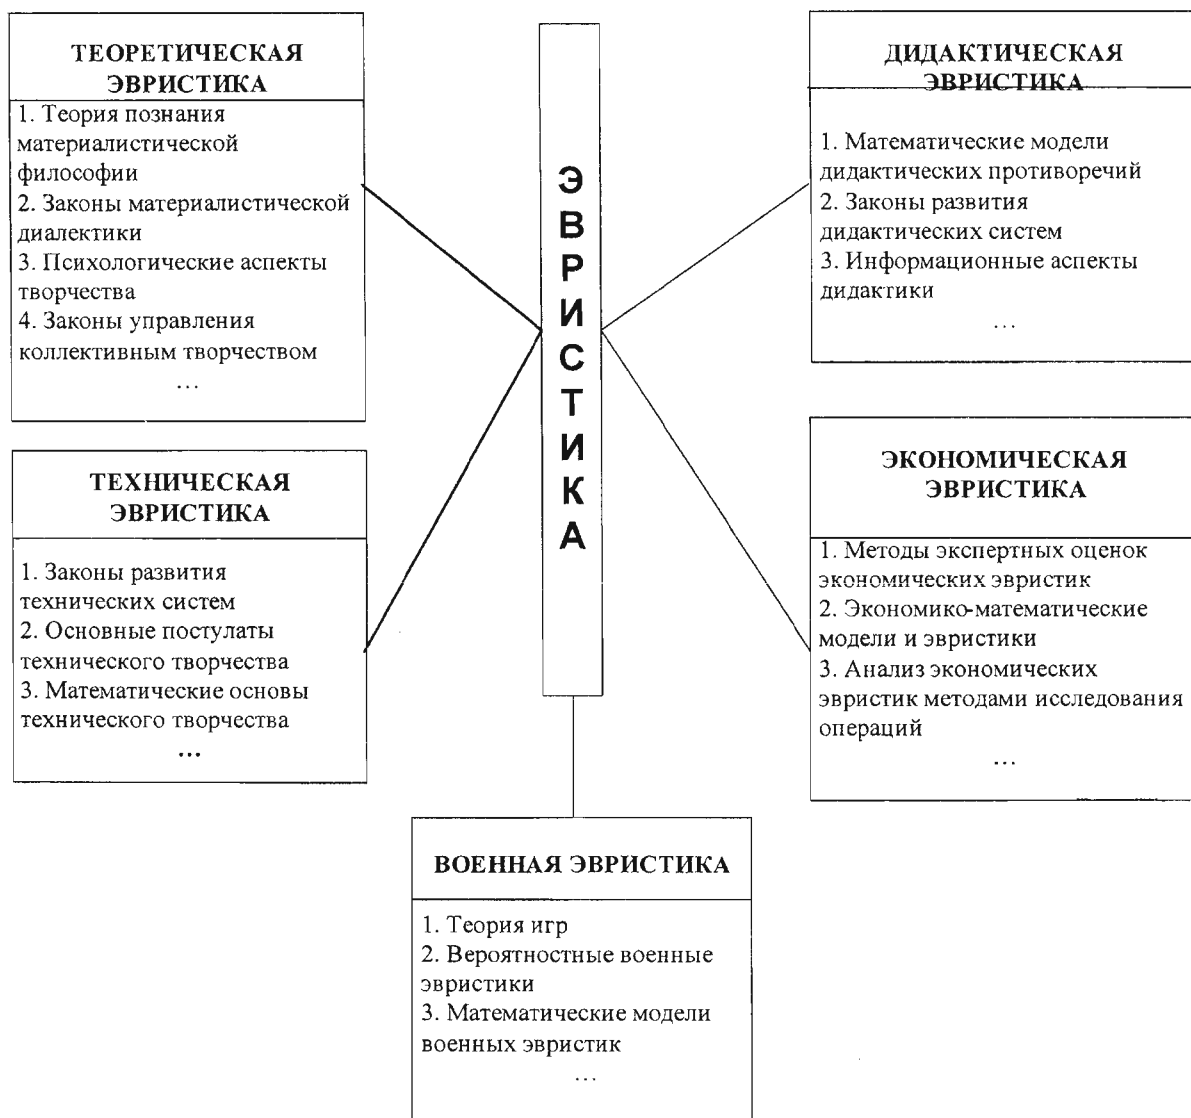 ТЕОРЕТИЧЕСКАЯ
ЭВРИСТИКА
1. Теория познания
материалистической
философии
2. Законы материалистической
диалектики
3. Психологические аспекты
творчества
4. Законы управления
коллективным творчеством
…
ТЕХНИЧЕСКАЯ
ЭВРИСТИКА
1. Законы развития
технических систем
2. Основные постулаты
технического творчества
3. Математические основы
технического творчества
…
ЭВРИСТИКА
ДИДАКТИЧЕСКАЯ
ЭВРИСТИКА
1. Математические модели
дидактических противоречий
2. Законы развития
дидактических систем
3. Информационные аспекты
дидактики
…
ЭКОНОМИЧЕСКАЯ
ЭВРИСТИКА
1. Методы экспертных оценок
экономических эвристик
2. Экономико-математические
модели и эвристики
3. Анализ экономических
эвристик методами исследования
операций
…
ВОЕННАЯ ЭВРИСТИКА
1. Теория игр
2. Вероятностные военные
эвристики
3. Математические модели
военных эвристик
…